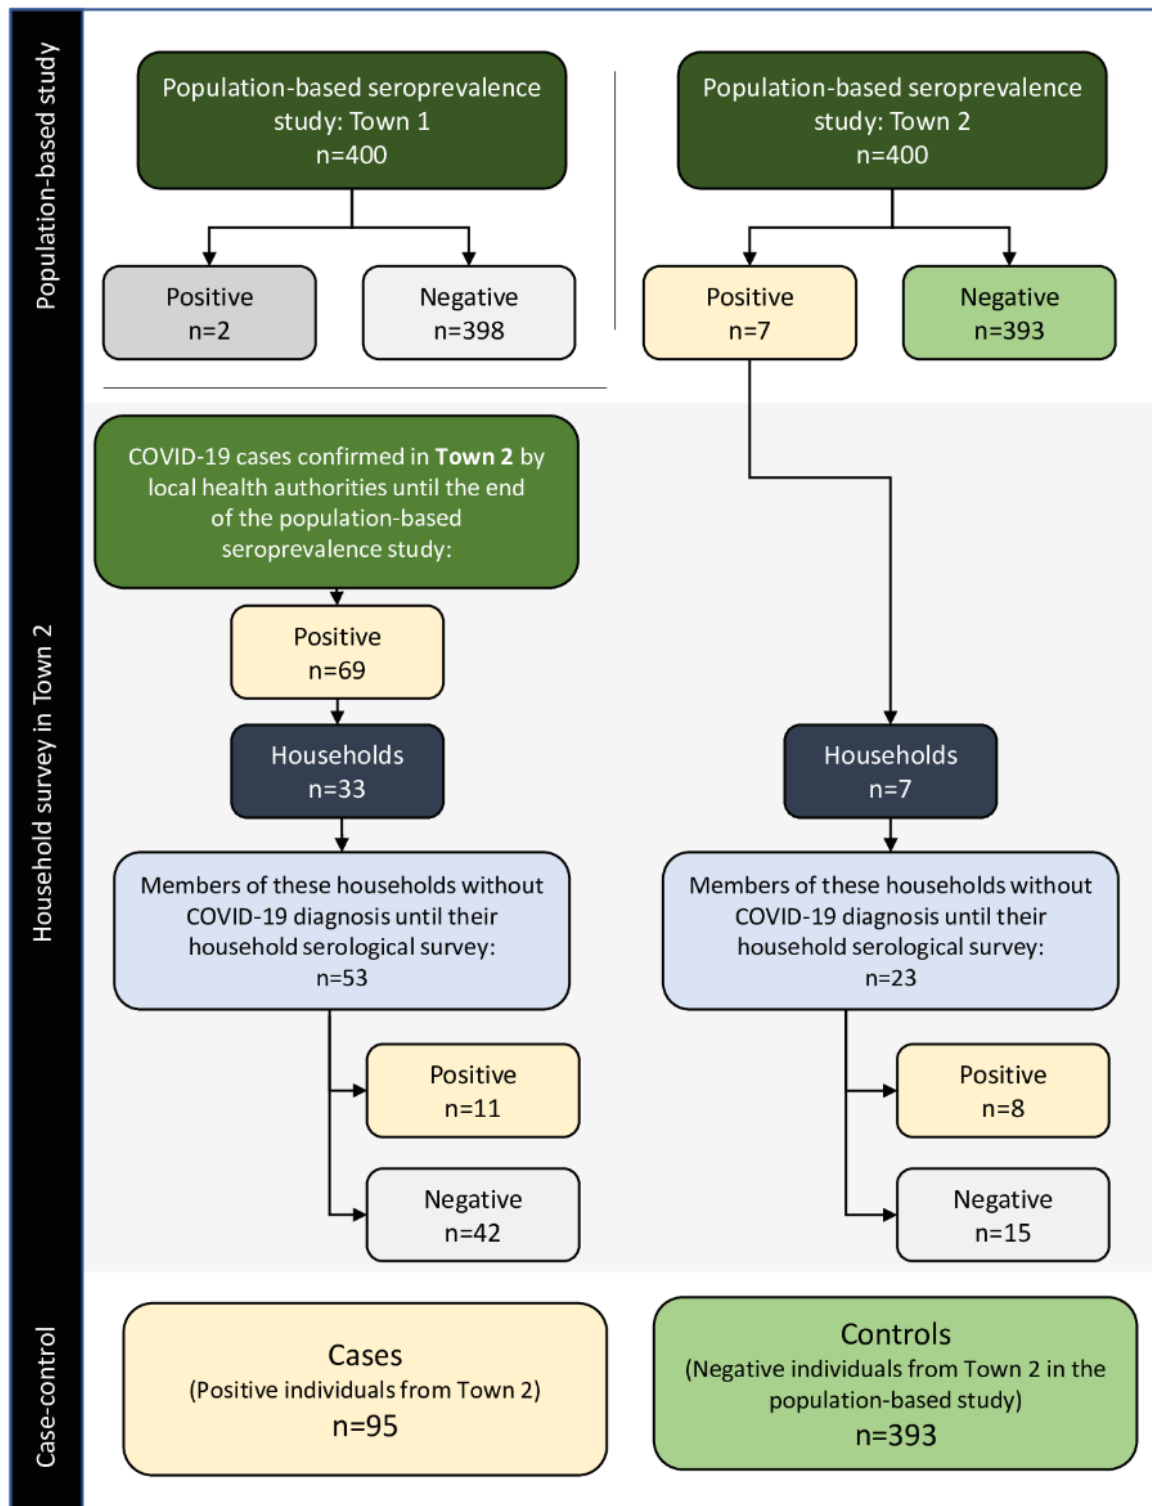 Population-based study
Population-based seroprevalence
study: Town 1
n=400
Population-based seroprevalence
study: Town 2
n=400
Positive
n=2
Negative
n=398
Positive
n=7
Negative
n=393
Household survey in Town 2
COVID-19 cases confirmed in Town 2 by
local health authorities until the end
of the population-based
seroprevalence study:
Positive
n=69
Households
n=33
Households
n=7
Members of these households without
COVID-19 diagnosis until their
household serological survey:
n=53
Members of these households without
COVID-19 diagnosis until their
household serological survey:
n=23
Positive
n=11
Positive
n=8
Negative
n=42
Negative
n=15
Case-control
Cases
(Positive individuals from Town 2)
n=95
Controls
(Negative individuals from Town 2 in the
population-based study)
n=393